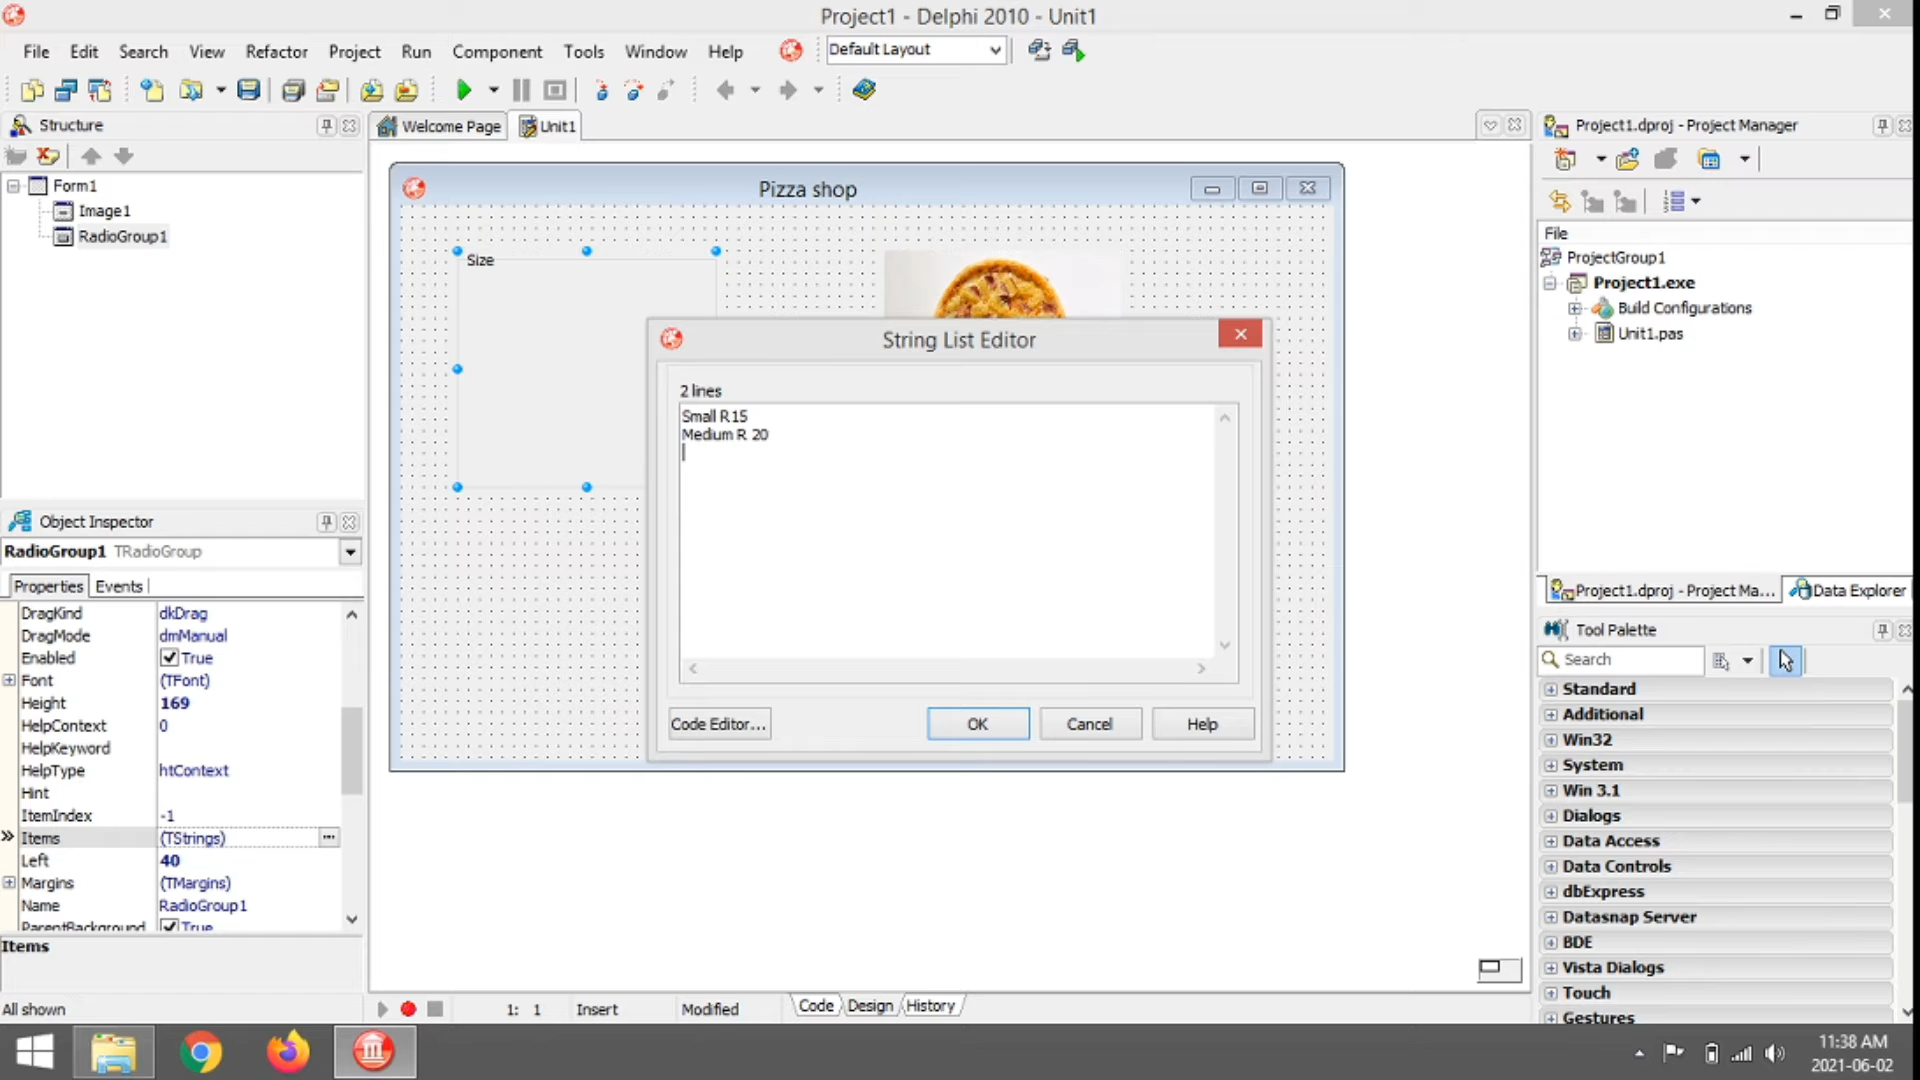 Project1 - Delphi 2010 - Unit1
File Edit Search View Refactor Project Run Component Tools Window Help
Default Layout
Structure
Form1
Image1
RadioGroup1
Welcome Page
Unit1
Pizza shop
Size
String List Editor
2 lines
Small R15
Medium R 20
Code Editor...
OK
Cancel
Help
Object Inspector
RadioGroup1 TRadioGroup
Properties
Events
DragKind dkDrag
DragMode dmManual
Enabled True
Font (TFont)
Height 169
HelpContext 0
HelpKeyword
HelpType htContext
Hint
ItemIndex -1
Items (TStrings)
Left 40
Margins (TMargins)
Name RadioGroup1
ParentBackground True
Items
All shown
1: 1
Insert
Modified
Code
Design
History
Project1.dproj - Project Manager
File
ProjectGroup1
Project1.exe
Build Configurations
Unit1.pas
Project1.dproj - Project Ma...
Data Explorer
Tool Palette
Search
Standard
Additional
Win32
System
Win 3.1
Dialogs
Data Access
Data Controls
dbExpress
Datasnap Server
BDE
Vista Dialogs
Touch
Gestures
11:38 AM
2021-06-02